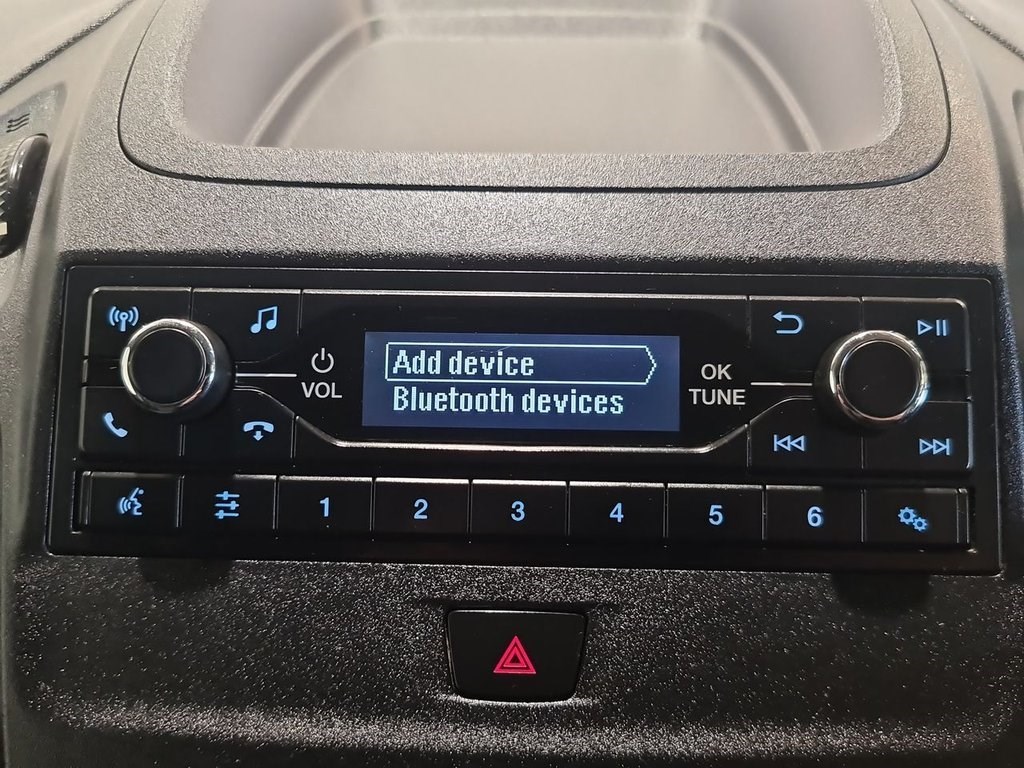 Add device
Bluetooth devices
VOL
OK
TUNE
1 2 3 4 5 6